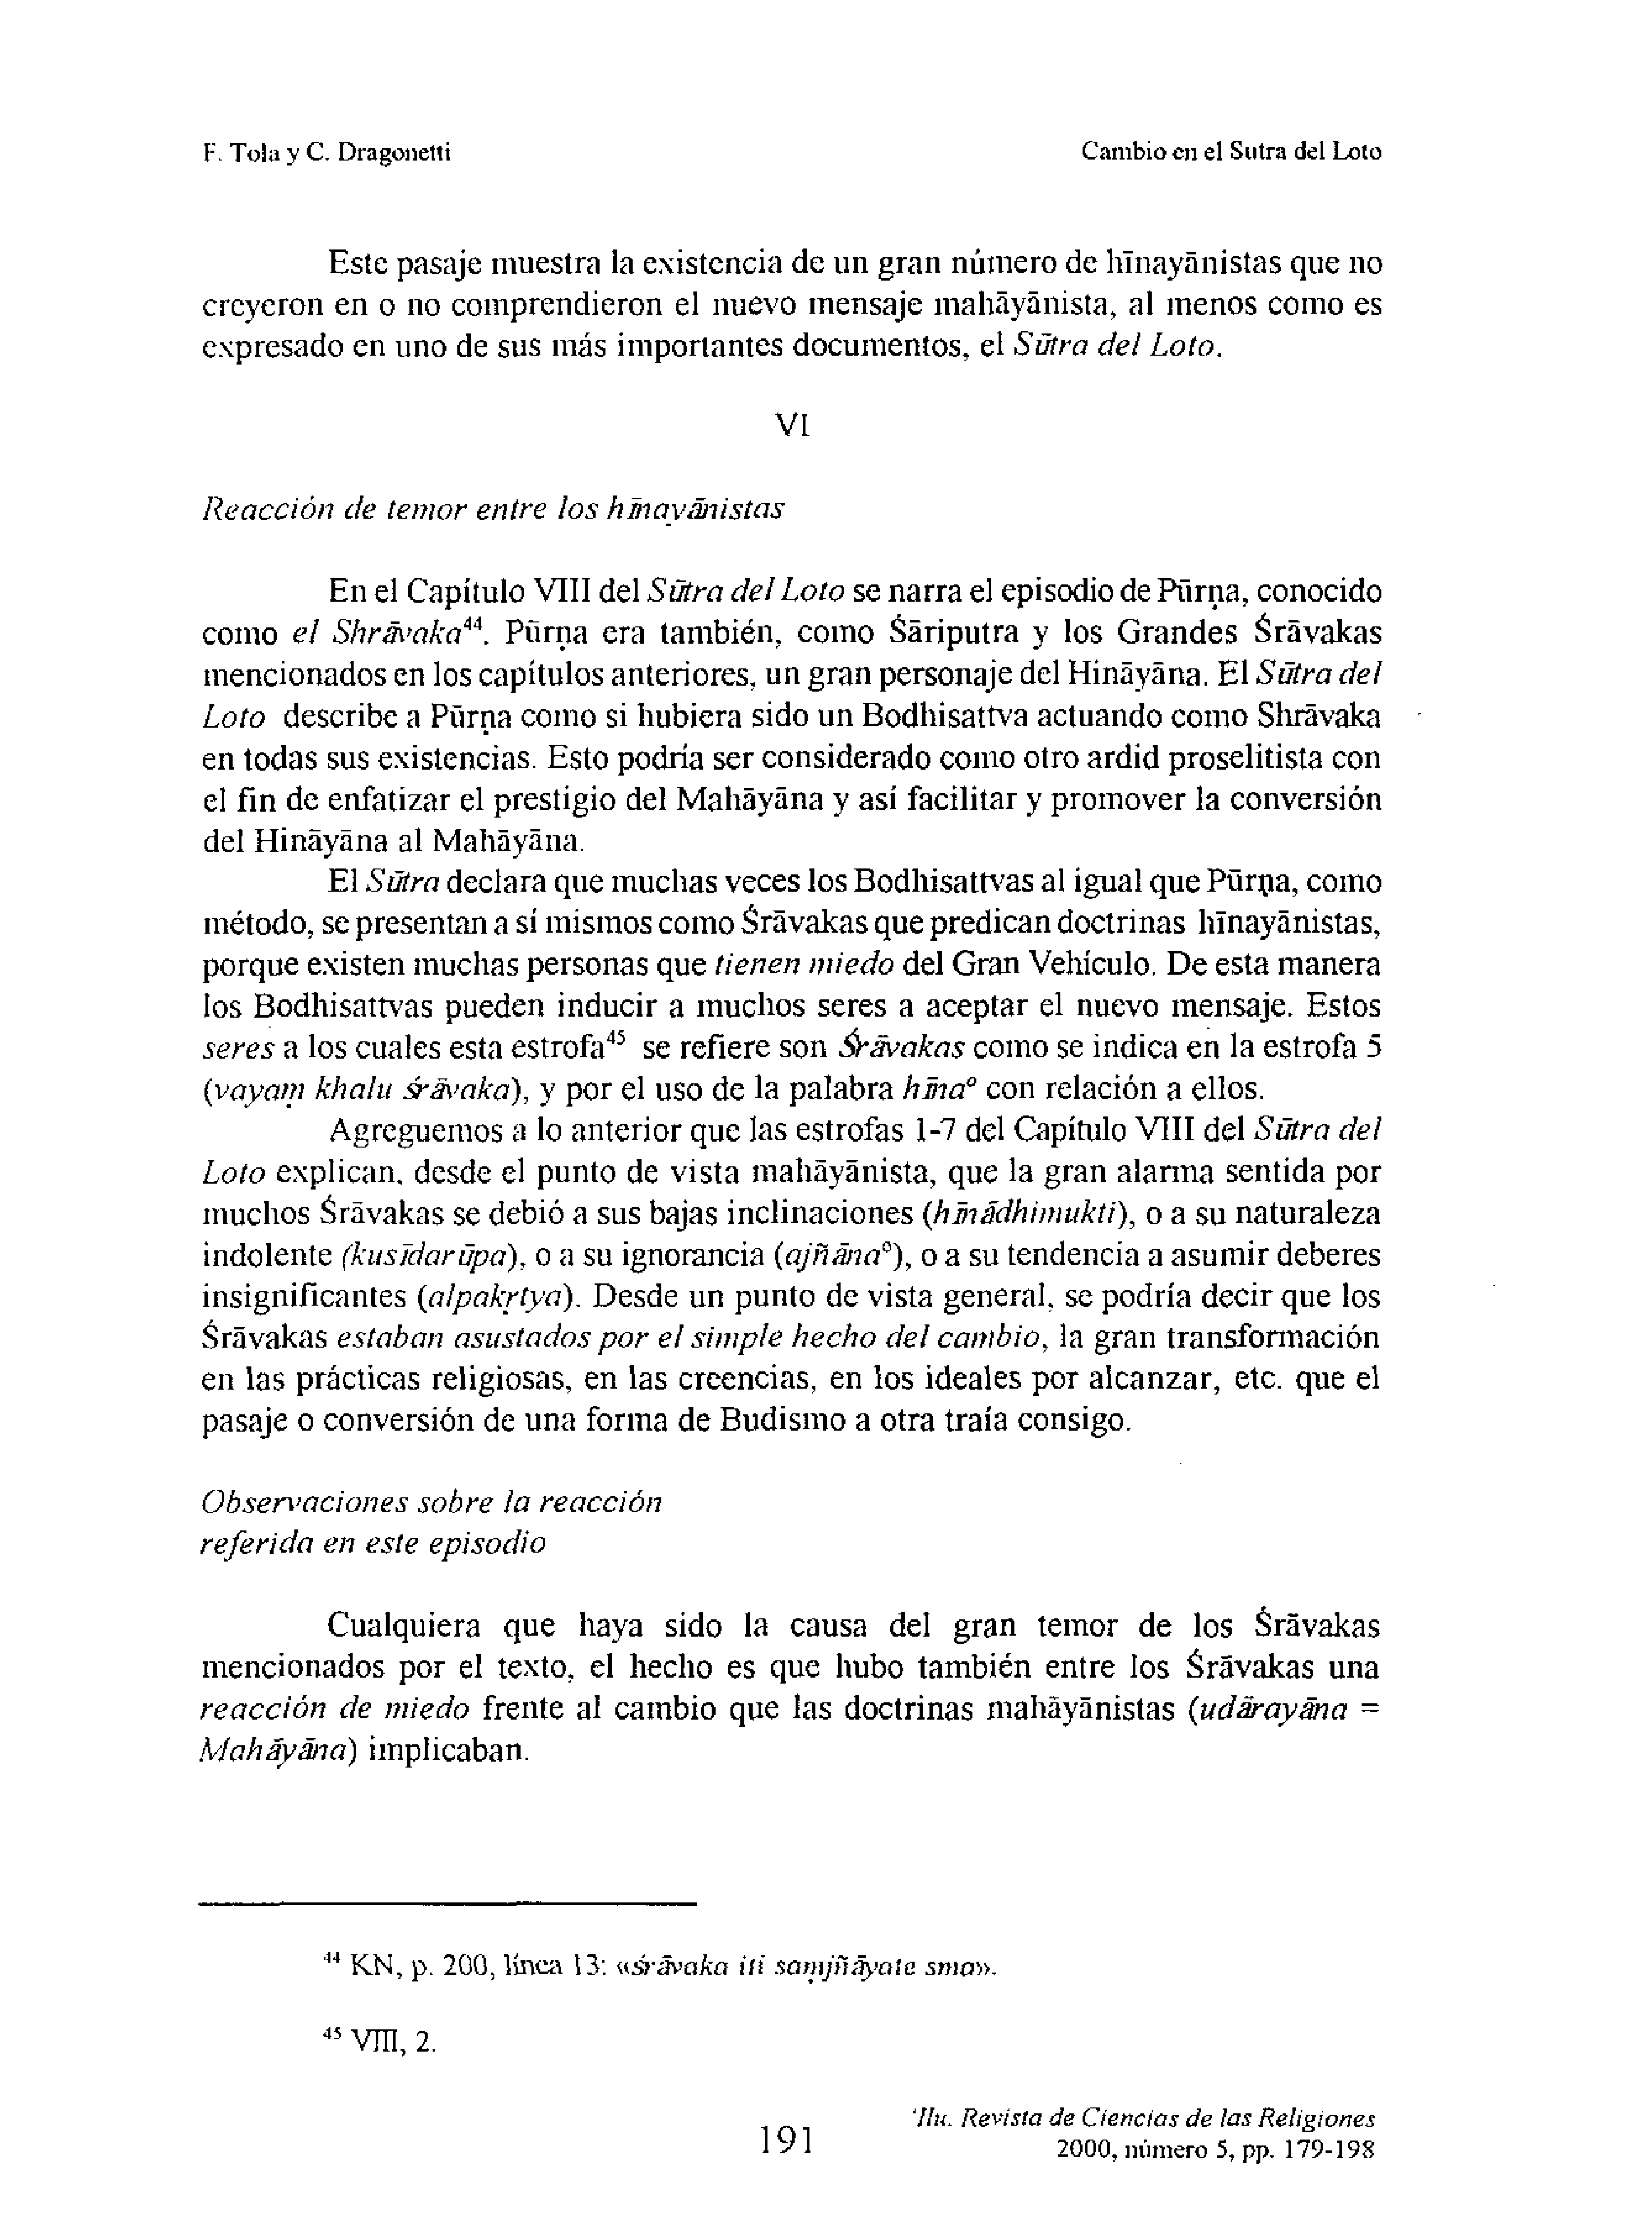 F. Tola y C. Dragonetti
Cambio en el Sutra del Loto
Este pasaje muestra la existencia de un gran número de hīnayānistas que no
creyeron en o no comprendieron el nuevo mensaje mahāyānista, al menos como es
expresado en uno de sus más importantes documentos, el Sūtra del Loto.
VI
Reacción de temor entre los hīnayānistas
En el Capítulo VIII del Sūtra del Loto se narra el episodio de Pūrṇa, conocido
como el Shrāvaka⁴⁴. Pūrṇa era también, como Śāriputra y los Grandes Śrāvakas
mencionados en los capítulos anteriores, un gran personaje del Hināyāna. El Sūtra del
Loto describe a Pūrṇa como si hubiera sido un Bodhisattva actuando como Shrāvaka
en todas sus existencias. Esto podría ser considerado como otro ardid proselitista con
el fin de enfatizar el prestigio del Mahāyāna y así facilitar y promover la conversión
del Hināyāna al Mahāyāna.
El Sūtra declara que muchas veces los Bodhisattvas al igual que Pūrṇa, como
método, se presentan a sí mismos como Śrāvakas que predican doctrinas hīnayānistas,
porque existen muchas personas que tienen miedo del Gran Vehículo. De esta manera
los Bodhisattvas pueden inducir a muchos seres a aceptar el nuevo mensaje. Estos
seres a los cuales esta estrofa⁴⁵ se refiere son Śrāvakas como se indica en la estrofa 5
(vayaṃ khalu śrāvaka), y por el uso de la palabra hīna° con relación a ellos.
Agreguemos a lo anterior que las estrofas 1-7 del Capítulo VIII del Sūtra del
Loto explican, desde el punto de vista mahāyānista, que la gran alarma sentida por
muchos Śrāvakas se debió a sus bajas inclinaciones (hīnādhimukti), o a su naturaleza
indolente (kusīdarūpa), o a su ignorancia (ajñāna°), o a su tendencia a asumir deberes
insignificantes (alpakṛtya). Desde un punto de vista general, se podría decir que los
Śrāvakas estaban asustados por el simple hecho del cambio, la gran transformación
en las prácticas religiosas, en las creencias, en los ideales por alcanzar, etc. que el
pasaje o conversión de una forma de Budismo a otra traía consigo.
Observaciones sobre la reacción
referida en este episodio
Cualquiera que haya sido la causa del gran temor de los Śrāvakas
mencionados por el texto, el hecho es que hubo también entre los Śrāvakas una
reacción de miedo frente al cambio que las doctrinas mahāyānistas (udārayāna =
Mahāyāna) implicaban.
⁴⁴ KN, p. 200, línea 13: «śrāvaka iti saṃjñāyate sma».
⁴⁵ VIII, 2.
191
'Ilu. Revista de Ciencias de las Religiones
2000, número 5, pp. 179-198